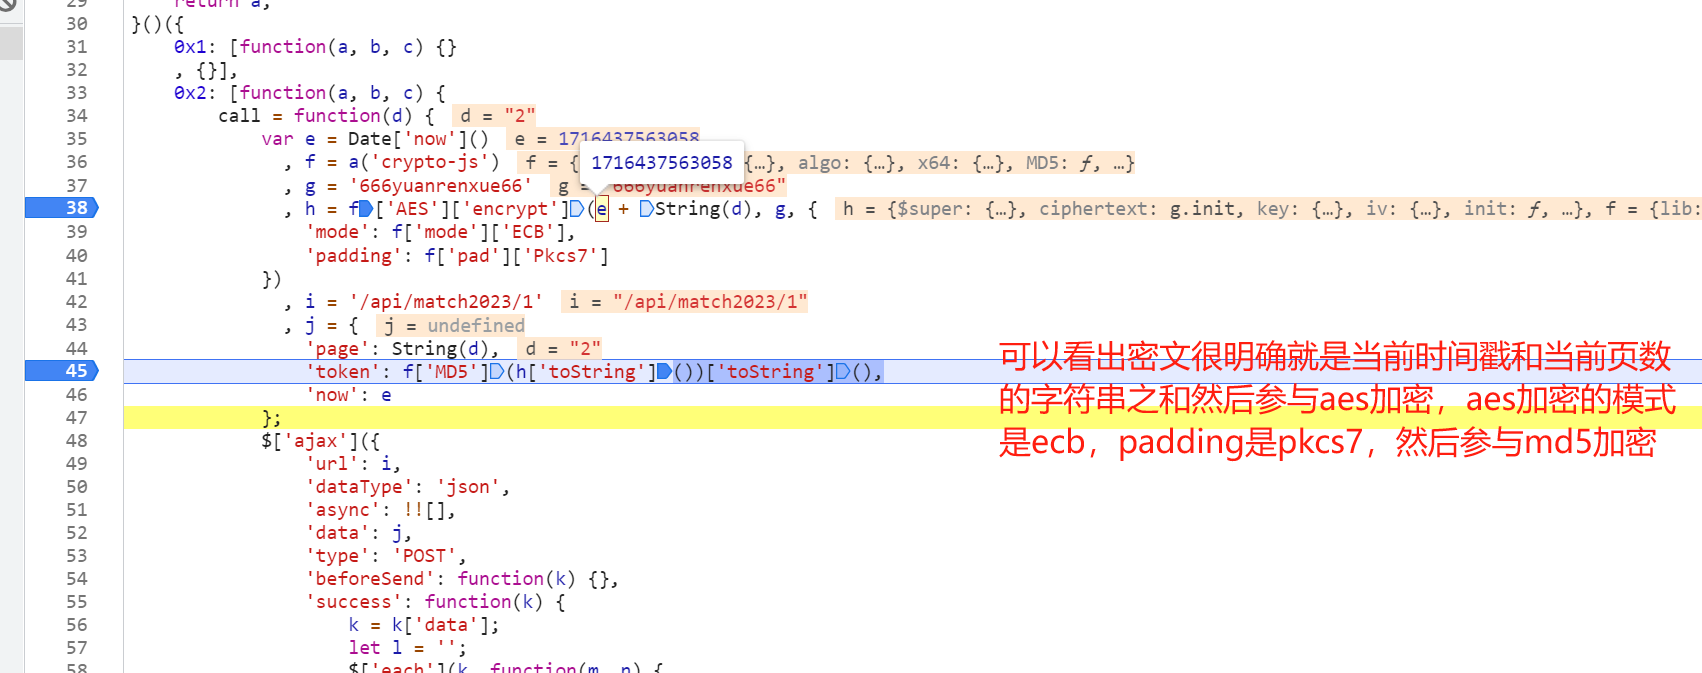 29 return a;
30 }()({
31 0x1: [function(a, b, c) {}
32 , {}],
33 0x2: [function(a, b, c) {
34 call = function(d) { d = "2"
35 var e = Date['now']() e = 1716437563058
36 , f = a('crypto-js') f = { {…}, algo: {…}, x64: {…}, MD5: ƒ, …}
1716437563058
37 , g = '666yuanrenxue66' g = "666yuanrenxue66"
38 , h = f['AES']['encrypt'](e + String(d), g, { h = {$super: {…}, ciphertext: g.init, key: {…}, iv: {…}, init: ƒ, …}, f = {lib:
39 'mode': f['mode']['ECB'],
40 'padding': f['pad']['Pkcs7']
41 })
42 , i = '/api/match2023/1' i = "/api/match2023/1"
43 , j = { j = undefined
44 'page': String(d), d = "2"
45 'token': f['MD5'](h['toString']())['toString'](),
46 'now': e
47 };
48 $['ajax']({
49 'url': i,
50 'dataType': 'json',
51 'async': !![],
52 'data': j,
53 'type': 'POST',
54 'beforeSend': function(k) {},
55 'success': function(k) {
56 k = k['data'];
57 let l = '';
58 $['each'](k, function(m, n) {
可以看出密文很明确就是当前时间戳和当前页数
的字符串之和然后参与aes加密，aes加密的模式
是ecb，padding是pkcs7，然后参与md5加密